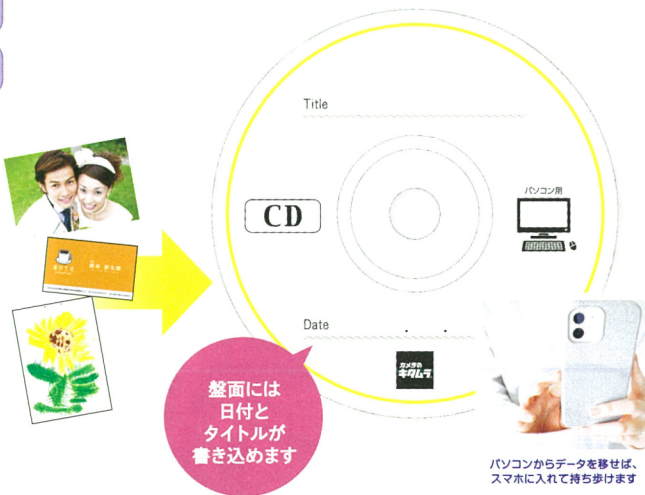 Title
CD
パソコン用
Date . .
カメラの
キタムラ
盤面には
日付と
タイトルが
書き込めます
パソコンからデータを移せば、
スマホに入れて持ち歩けます